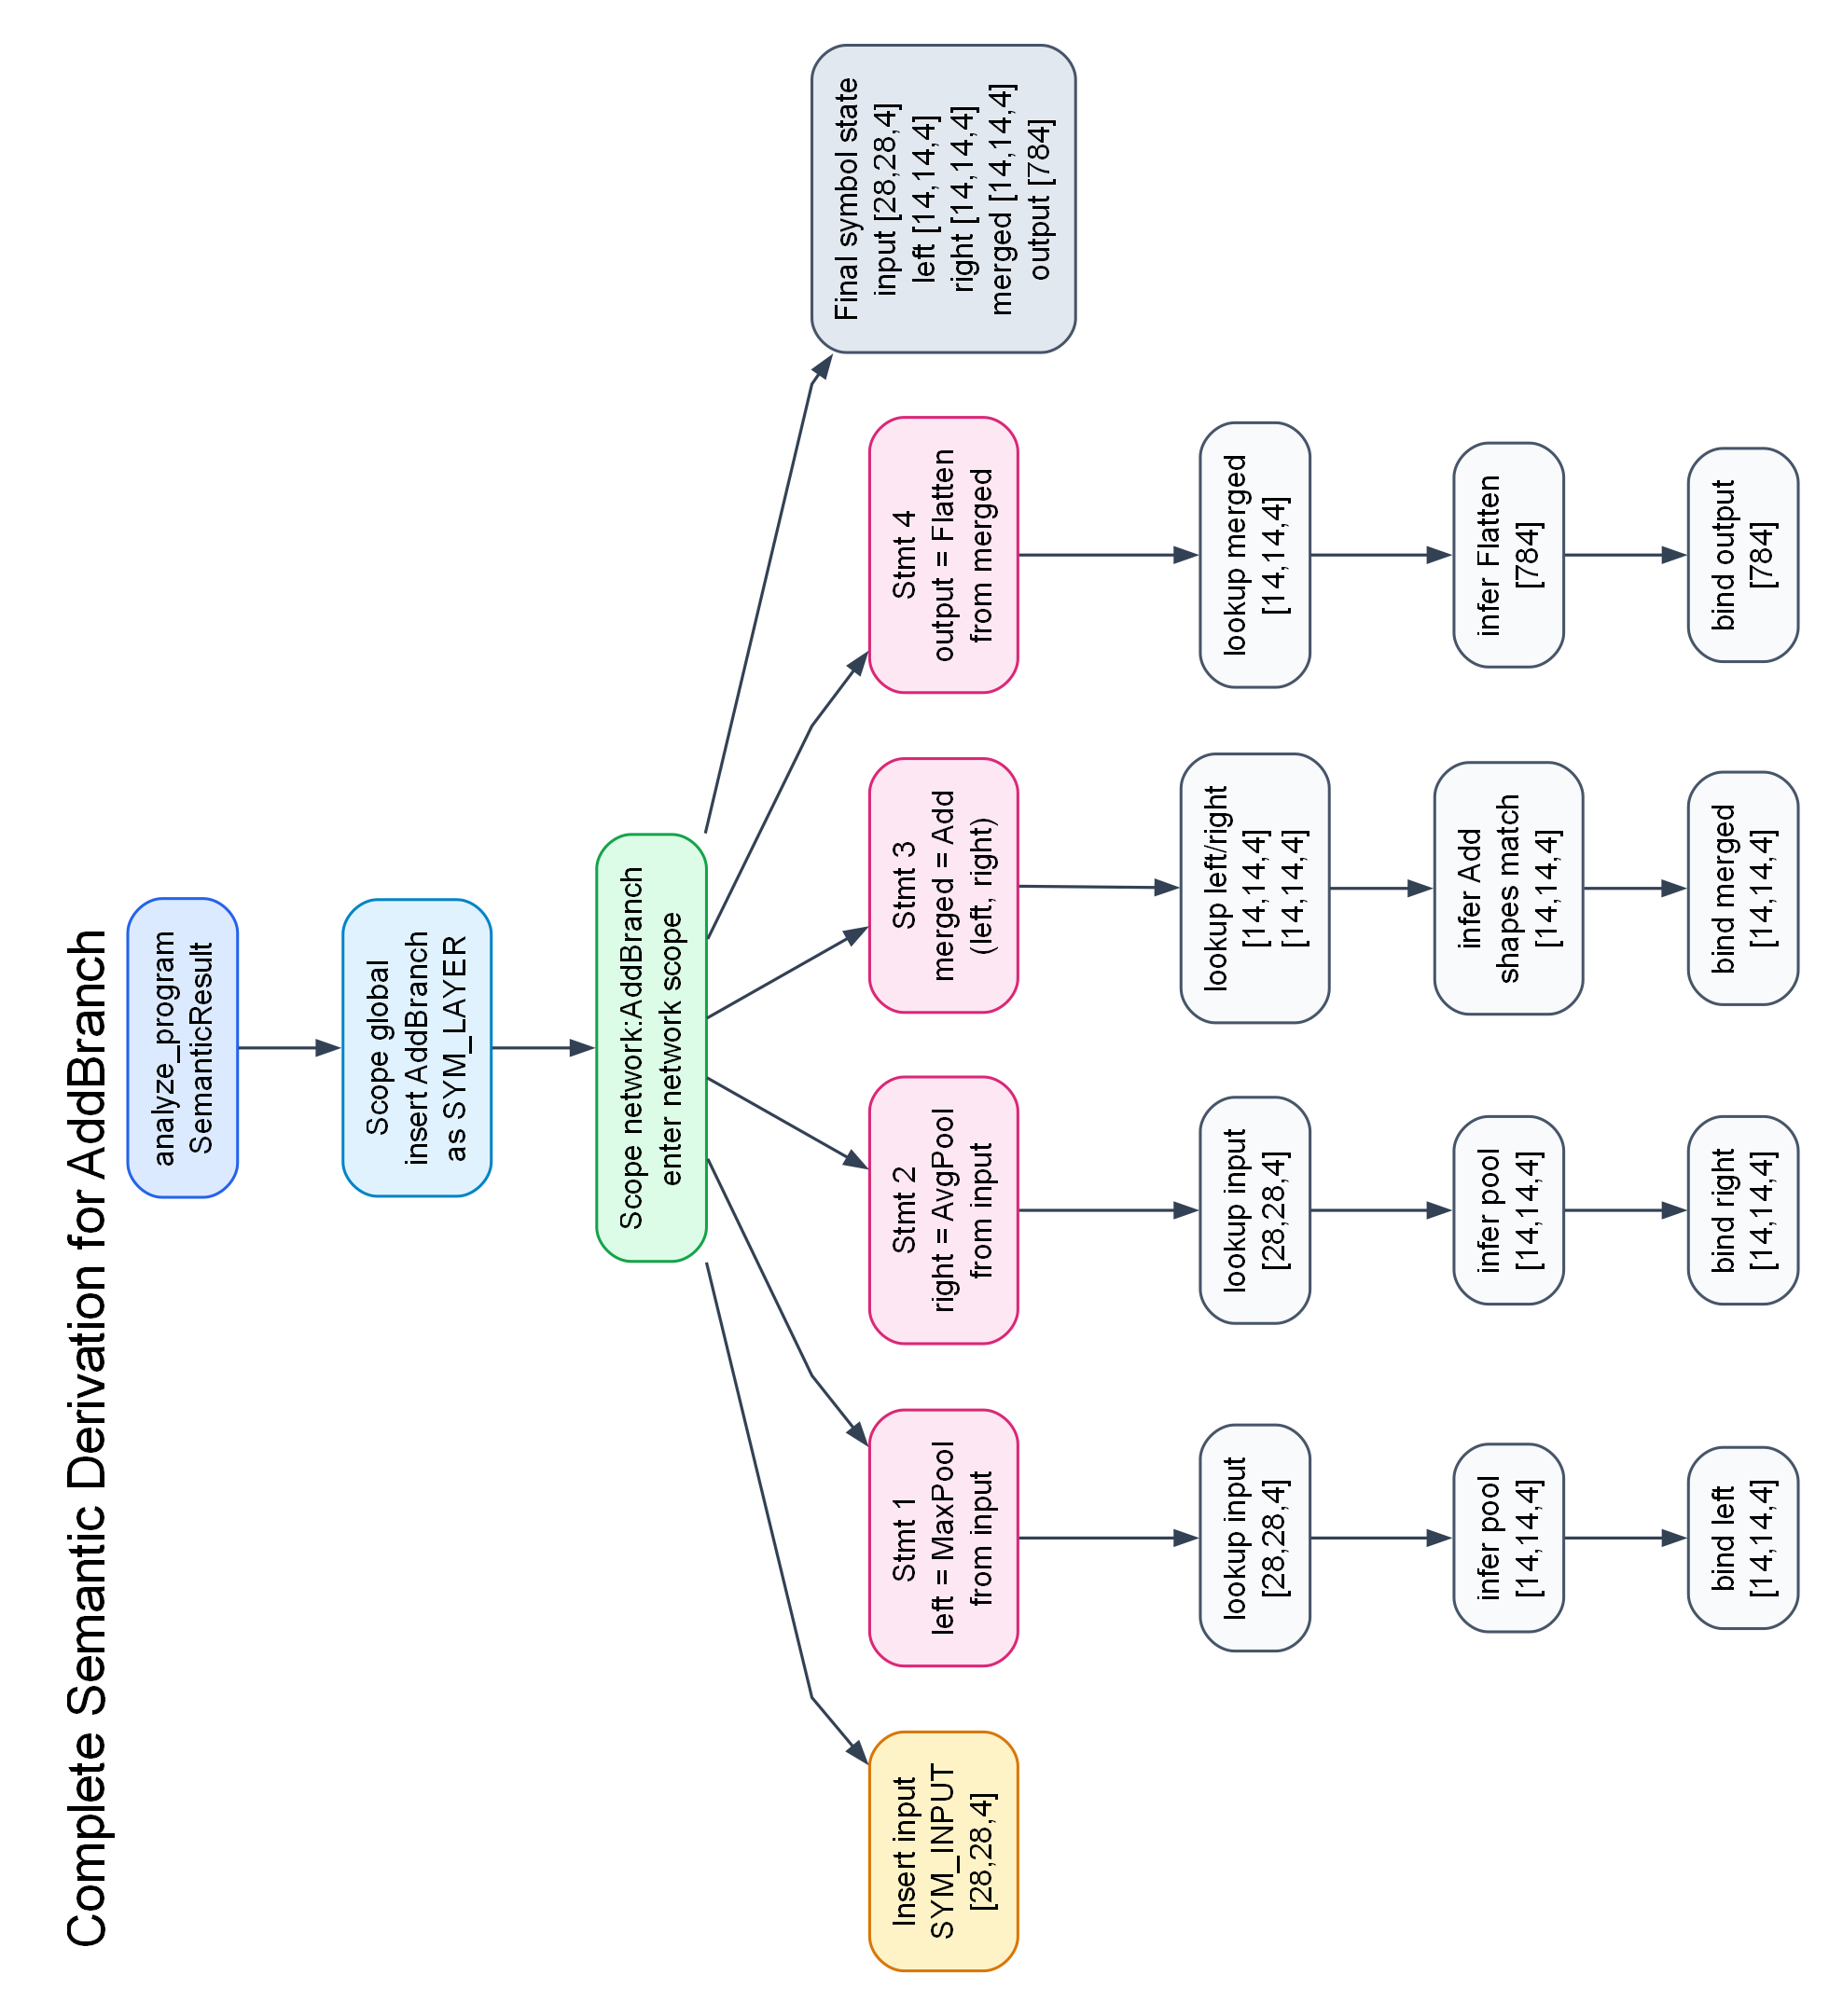 Complete Semantic Derivation for AddBranch
analyze_program
SemanticResult
Scope global
insert AddBranch
as SYM_LAYER
Scope network:AddBranch
enter network scope
Insert input
SYM_INPUT
[28,28,4]
Stmt 1
left = MaxPool
from input
lookup input
[28,28,4]
infer pool
[14,14,4]
bind left
[14,14,4]
Stmt 2
right = AvgPool
from input
lookup input
[28,28,4]
infer pool
[14,14,4]
bind right
[14,14,4]
Stmt 3
merged = Add
(left, right)
lookup left/right
[14,14,4]
[14,14,4]
infer Add
shapes match
[14,14,4]
bind merged
[14,14,4]
Stmt 4
output = Flatten
from merged
lookup merged
[14,14,4]
infer Flatten
[784]
bind output
[784]
Final symbol state
input [28,28,4]
left [14,14,4]
right [14,14,4]
merged [14,14,4]
output [784]